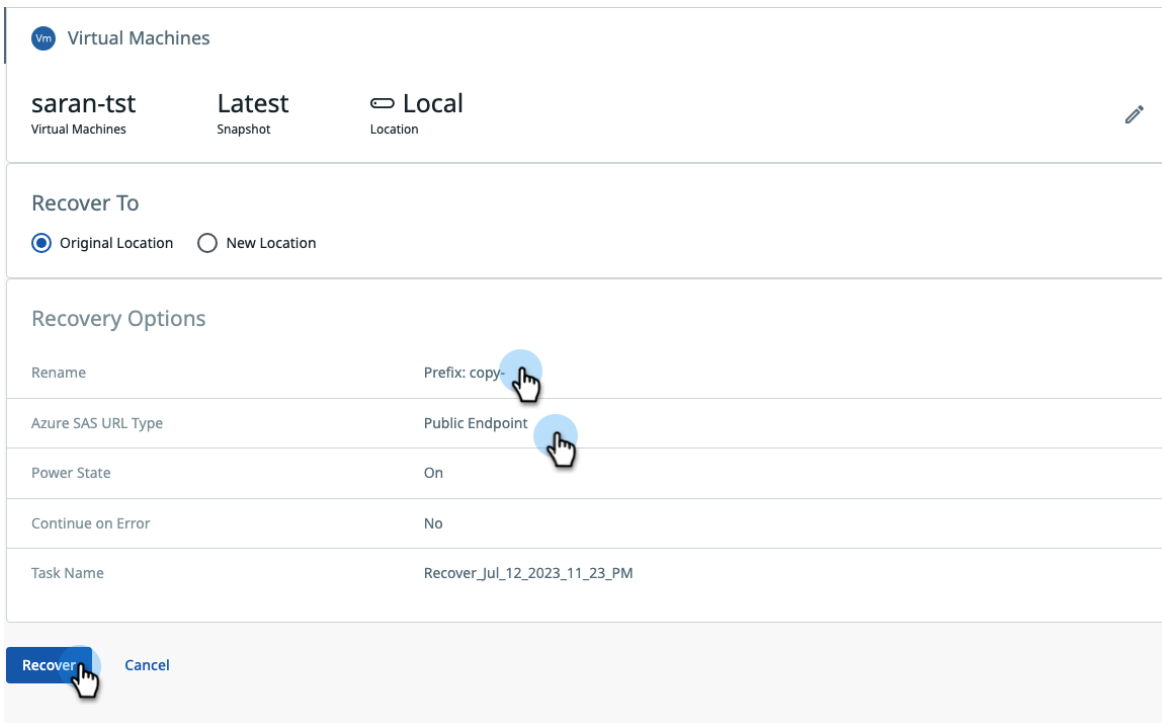 Vm Virtual Machines
saran-tst Latest Local
Virtual Machines Snapshot Location
Recover To
Original Location New Location
Recovery Options
Rename Prefix: copy-
Azure SAS URL Type Public Endpoint
Power State On
Continue on Error No
Task Name Recover_Jul_12_2023_11_23_PM
Recover Cancel